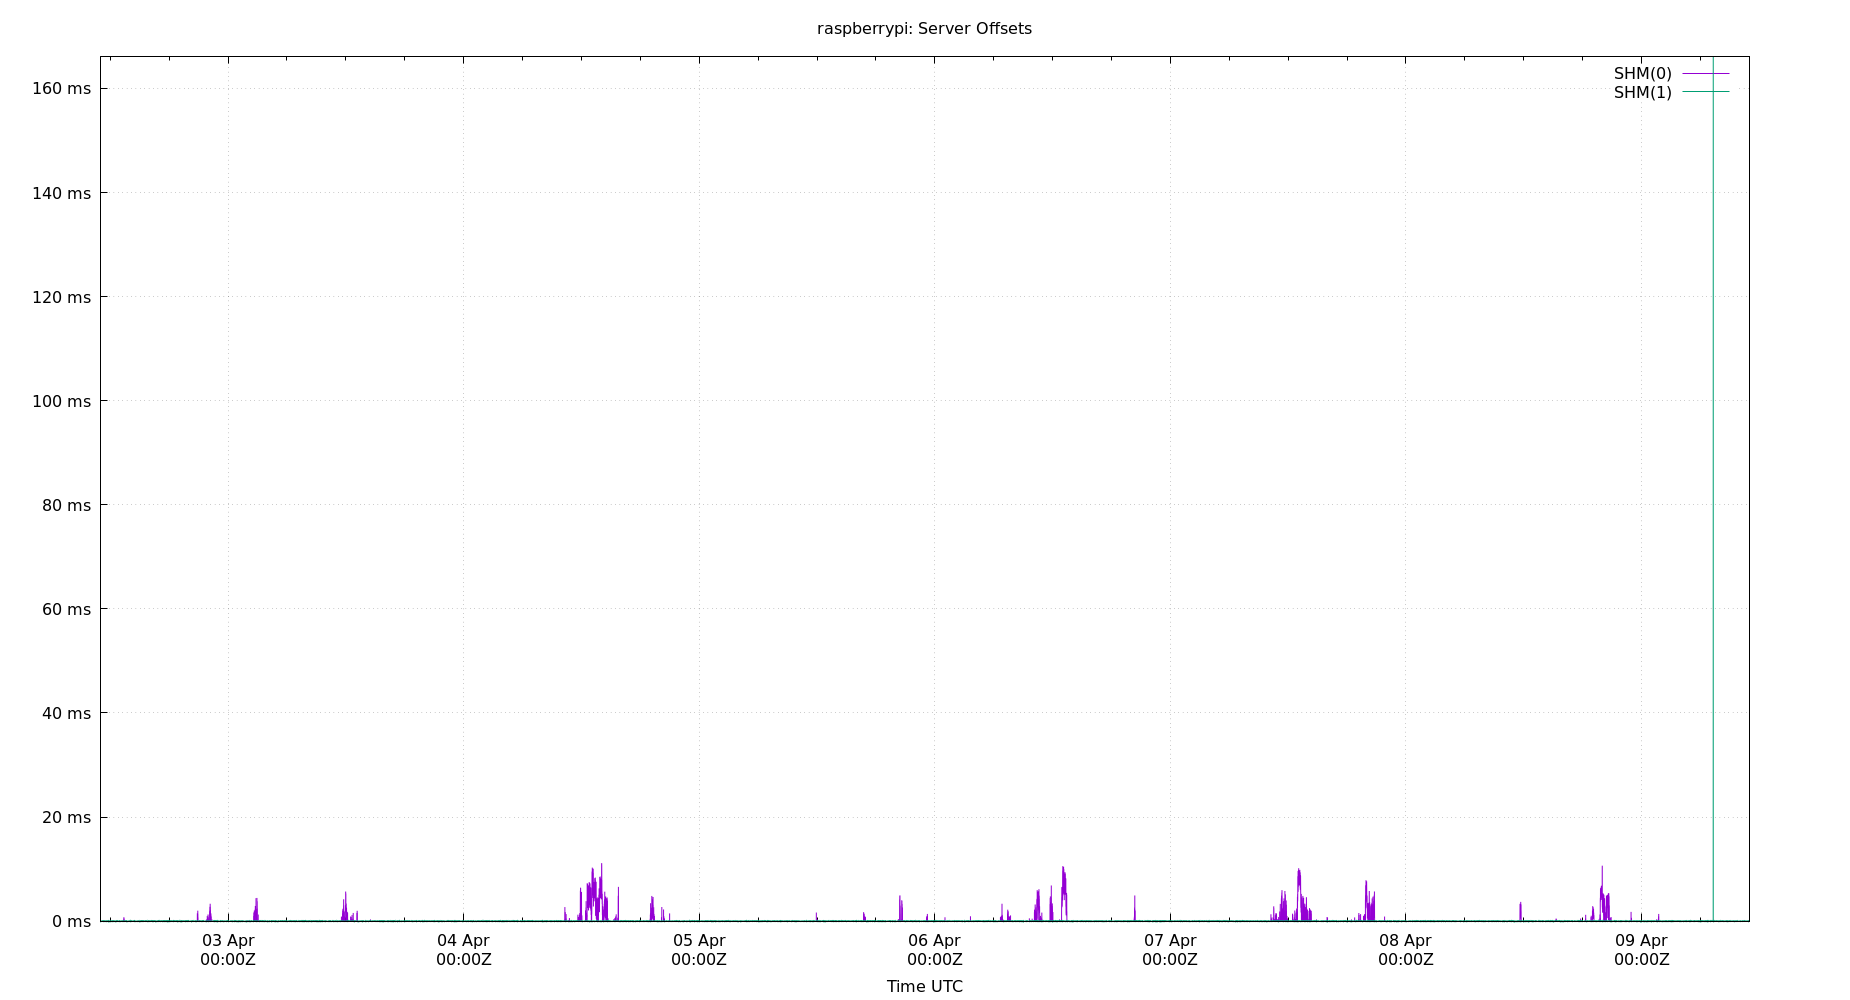 raspberrypi: Server Offsets
SHM(0)
SHM(1)
160 ms
140 ms
120 ms
100 ms
80 ms
60 ms
40 ms
20 ms
0 ms
03 Apr 04 Apr 05 Apr 06 Apr 07 Apr 08 Apr 09 Apr
00:00Z 00:00Z 00:00Z 00:00Z 00:00Z 00:00Z 00:00Z
Time UTC